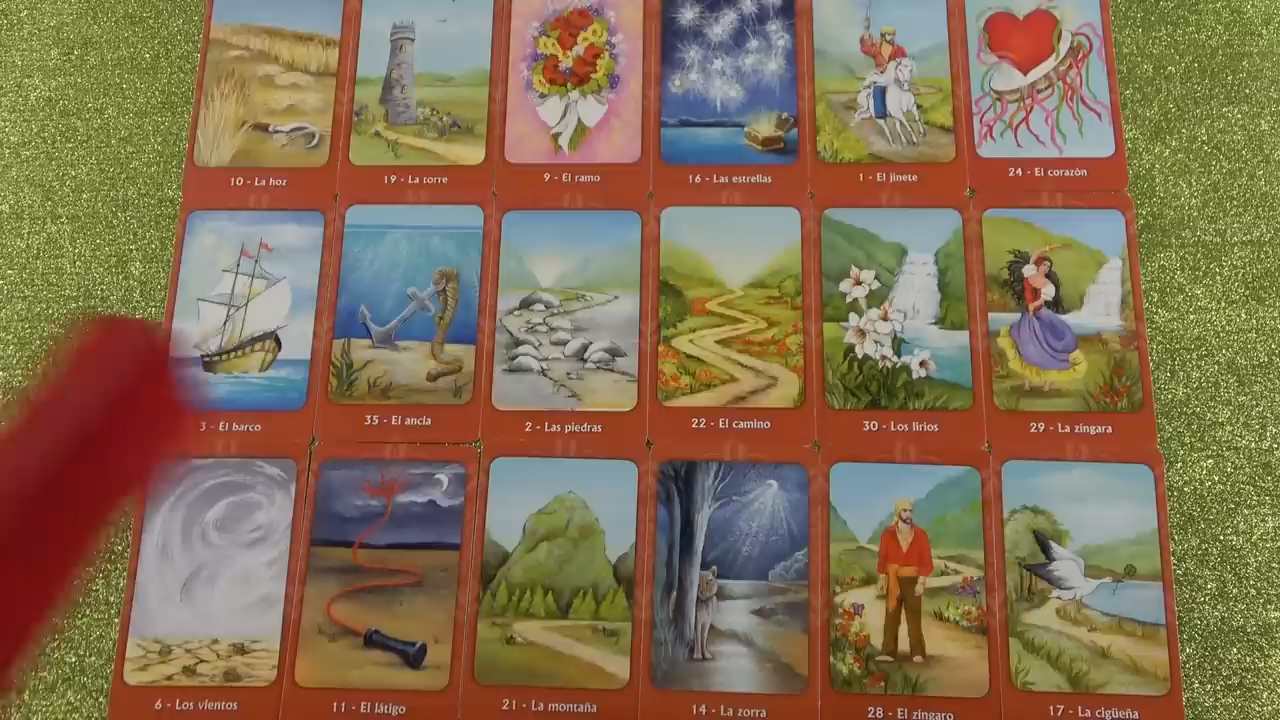 10 - La hoz
19 - La torre
9 - El ramo
16 - Las estrellas
1 - El jinete
24 - El corazón
3 - El barco
35 - El ancla
2 - Las piedras
22 - El camino
30 - Los lirios
29 - La zíngara
6 - Los vientos
11 - El látigo
21 - La montaña
14 - La zorra
28 - El zíngaro
17 - La cigüeña